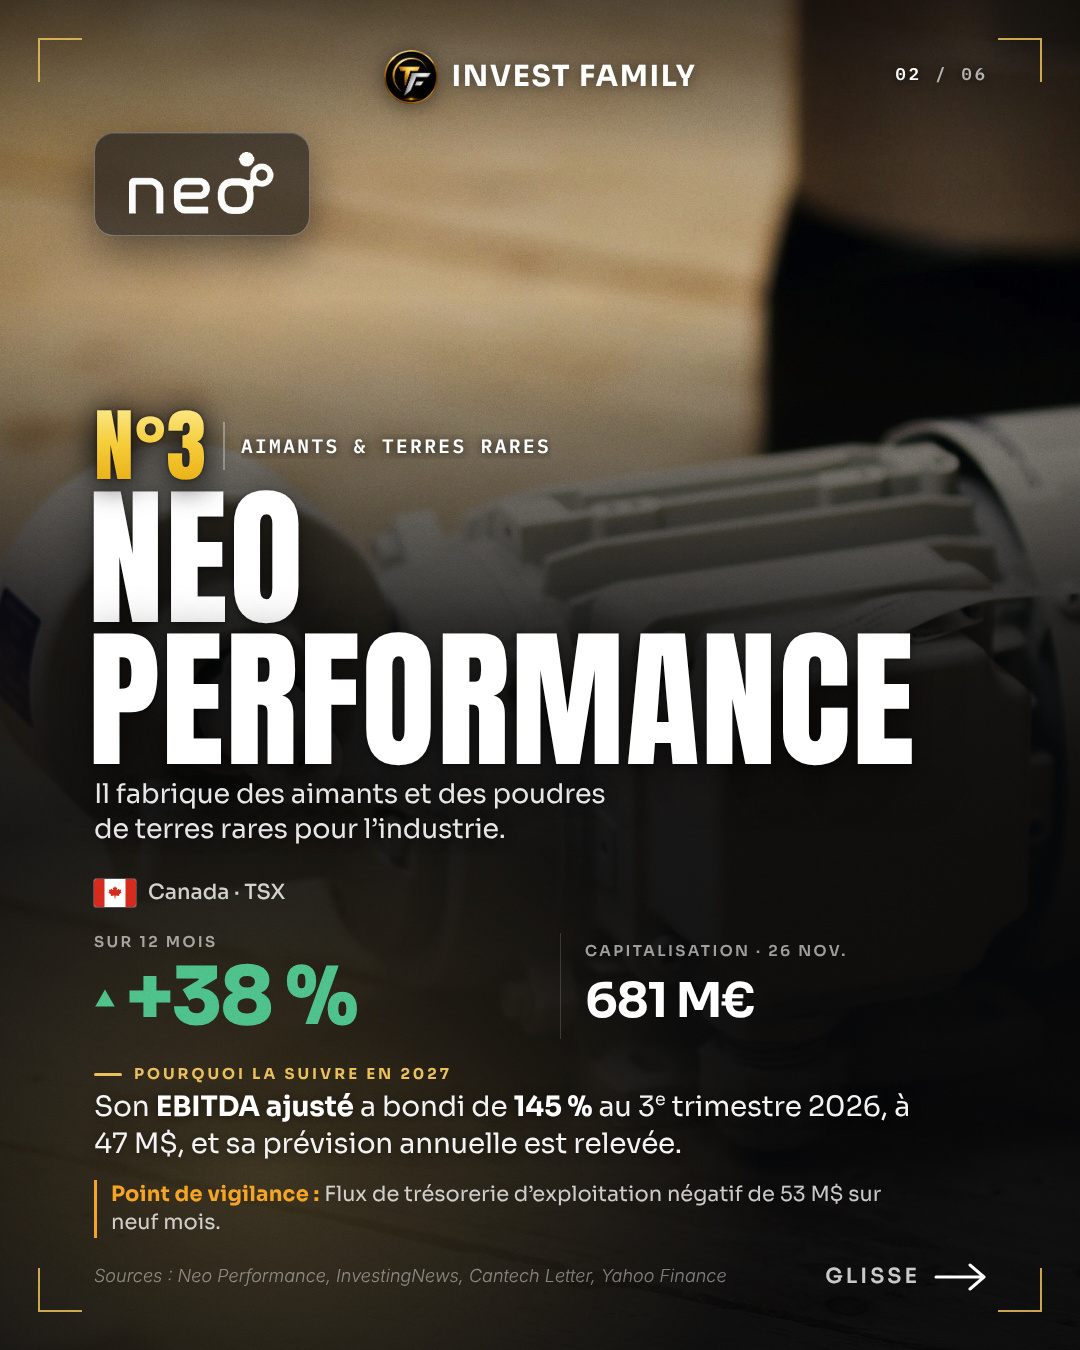 INVEST FAMILY
02 / 06
neo
N°3
AIMANTS & TERRES RARES
NEO
PERFORMANCE
Il fabrique des aimants et des poudres
de terres rares pour l’industrie.
Canada · TSX
SUR 12 MOIS
+38 %
CAPITALISATION · 26 NOV.
681 M€
POURQUOI LA SUIVRE EN 2027
Son EBITDA ajusté a bondi de 145 % au 3e trimestre 2026, à
47 M$, et sa prévision annuelle est relevée.
Point de vigilance : Flux de trésorerie d’exploitation négatif de 53 M$ sur
neuf mois.
Sources : Neo Performance, InvestingNews, Cantech Letter, Yahoo Finance
GLISSE